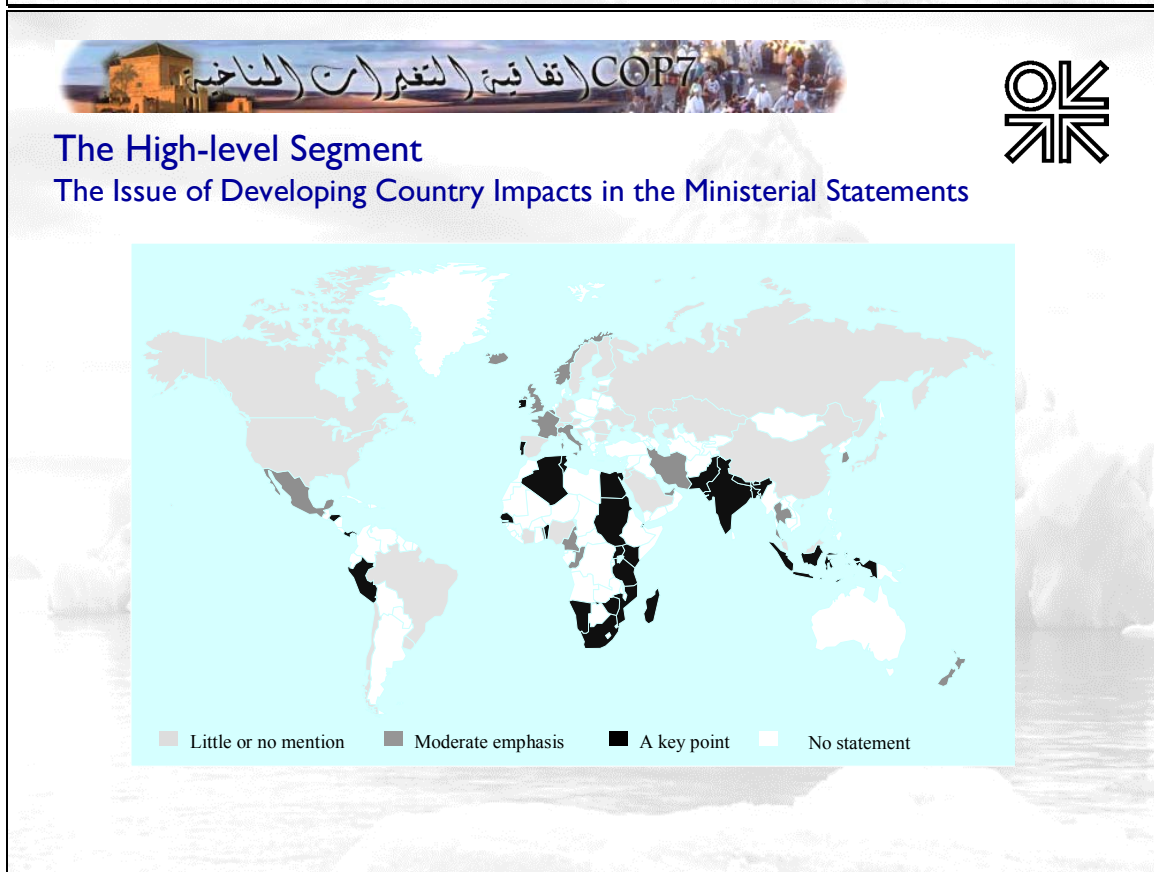 إتفاقية التغيرات المناخية COP7
The High-level Segment
The Issue of Developing Country Impacts in the Ministerial Statements
Little or no mention
Moderate emphasis
A key point
No statement